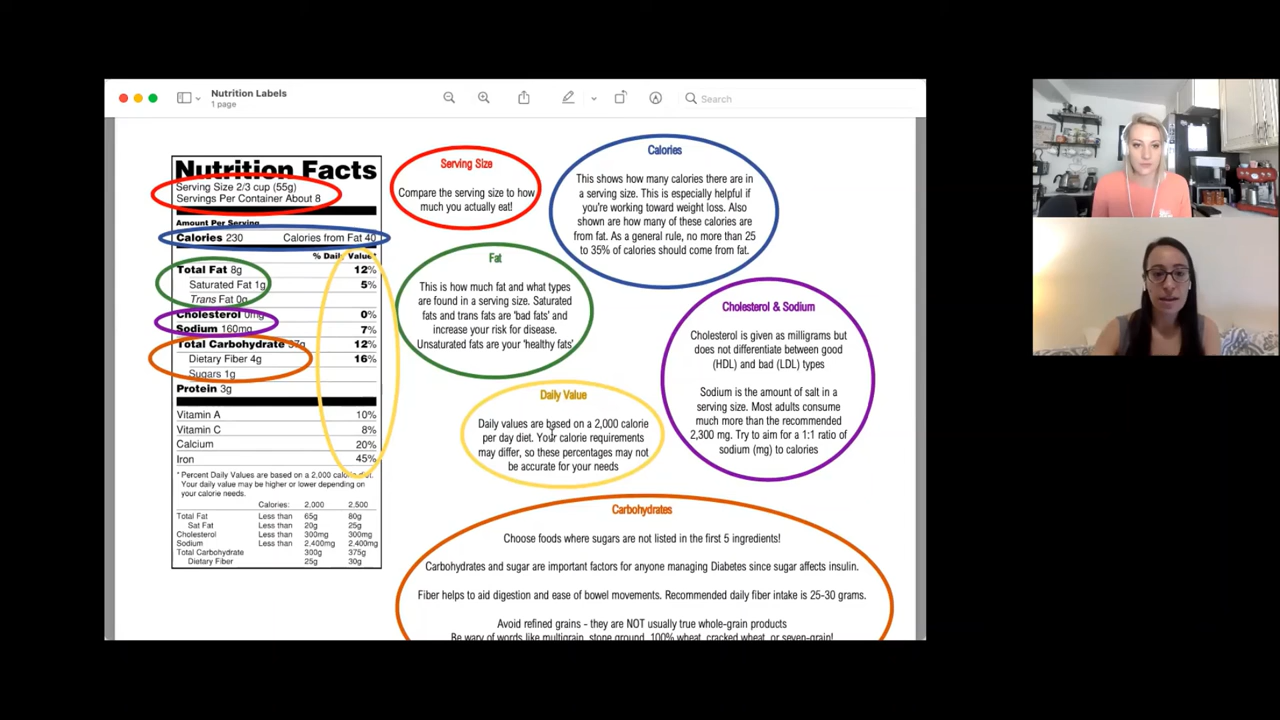 Nutrition Labels
1 page
Search
Nutrition Facts
Serving Size 2/3 cup (55g)
Servings Per Container About 8
Amount Per Serving
Calories 230 Calories from Fat 40
% Daily Value*
Total Fat 8g 12%
Saturated Fat 1g 5%
Trans Fat 0g
Cholesterol 0mg 0%
Sodium 160mg 7%
Total Carbohydrate 37g 12%
Dietary Fiber 4g 16%
Sugars 1g
Protein 3g
Vitamin A 10%
Vitamin C 8%
Calcium 20%
Iron 45%
* Percent Daily Values are based on a 2,000 calorie diet.
Your daily value may be higher or lower depending on
your calorie needs.
Calories: 2,000 2,500
Total Fat Less than 65g 80g
Sat Fat Less than 20g 25g
Cholesterol Less than 300mg 300mg
Sodium Less than 2,400mg 2,400mg
Total Carbohydrate 300g 375g
Dietary Fiber 25g 30g
Serving Size
Compare the serving size to how
much you actually eat!
Calories
This shows how many calories there are in
a serving size. This is especially helpful if
you're working toward weight loss. Also
shown are how many of these calories are
from fat. As a general rule, no more than 25
to 35% of calories should come from fat.
Fat
This is how much fat and what types
are found in a serving size. Saturated
fats and trans fats are 'bad fats' and
increase your risk for disease.
Unsaturated fats are your 'healthy fats'
Cholesterol & Sodium
Cholesterol is given as milligrams but
does not differentiate between good
(HDL) and bad (LDL) types
Sodium is the amount of salt in a
serving size. Most adults consume
much more than the recommended
2,300 mg. Try to aim for a 1:1 ratio of
sodium (mg) to calories
Daily Value
Daily values are based on a 2,000 calorie
per day diet. Your calorie requirements
may differ, so these percentages may not
be accurate for your needs
Carbohydrates
Choose foods where sugars are not listed in the first 5 ingredients!
Carbohydrates and sugar are important factors for anyone managing Diabetes since sugar affects insulin.
Fiber helps to aid digestion and ease of bowel movements. Recommended daily fiber intake is 25-30 grams.
Avoid refined grains - they are NOT usually true whole-grain products
Be wary of words like multigrain, stone ground, 100% wheat, cracked wheat, or seven-grain!